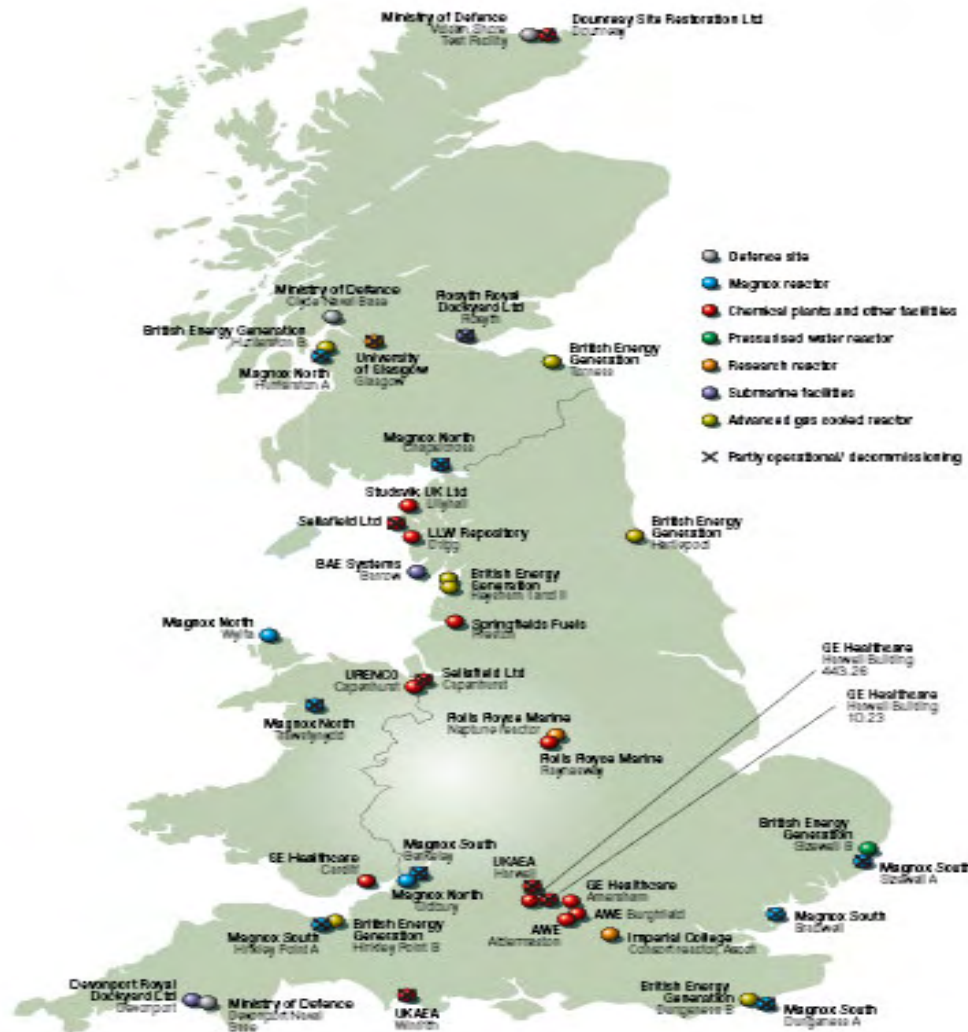 Ministry of Defence
Vulcan Shore
Test Facility
Dounreay Site Restoration Ltd
Dounreay
Defence site
Magnox reactor
Chemical plants and other facilities
Pressurised water reactor
Research reactor
Submarine facilities
Advanced gas cooled reactor
Partly operational/ decommissioning
Ministry of Defence
Clyde Naval Base
Rosyth Royal
Dockyard Ltd
Rosyth
British Energy Generation
Hunterston B
Magnox North
Hunterston A
University
of Glasgow
Glasgow
British Energy
Generation
Torness
Magnox North
Chapelcross
Studsvik UK Ltd
Lillyhall
Sellafield Ltd
LLW Repository
Drigg
British Energy
Generation
Hartlepool
BAE Systems
Barrow
British Energy
Generation
Heysham 1 and II
Springfields Fuels
Preston
Magnox North
Wylfa
GE Healthcare
Harwell Building
443.26
URENCO
Capenhurst
Sellafield Ltd
Capenhurst
GE Healthcare
Harwell Building
10.23
Magnox North
Trawsfynydd
Rolls Royce Marine
Neptune reactor
Rolls Royce Marine
Raynesway
British Energy
Generation
Sizewell B
Magnox South
Sizewell A
GE Healthcare
Cardiff
Magnox South
Berkeley
Magnox North
Oldbury
UKAEA
Harwell
GE Healthcare
Amersham
AWE Burghfield
AWE
Aldermaston
Imperial College
Consort reactor, Ascot
Magnox South
Bradwell
Magnox South
Hinkley Point A
British Energy
Generation
Hinkley Point B
Devonport Royal
Dockyard Ltd
Devonport
Ministry of Defence
Devonport Naval
Base
UKAEA
Winfrith
British Energy
Generation
Dungeness B
Magnox South
Dungeness A